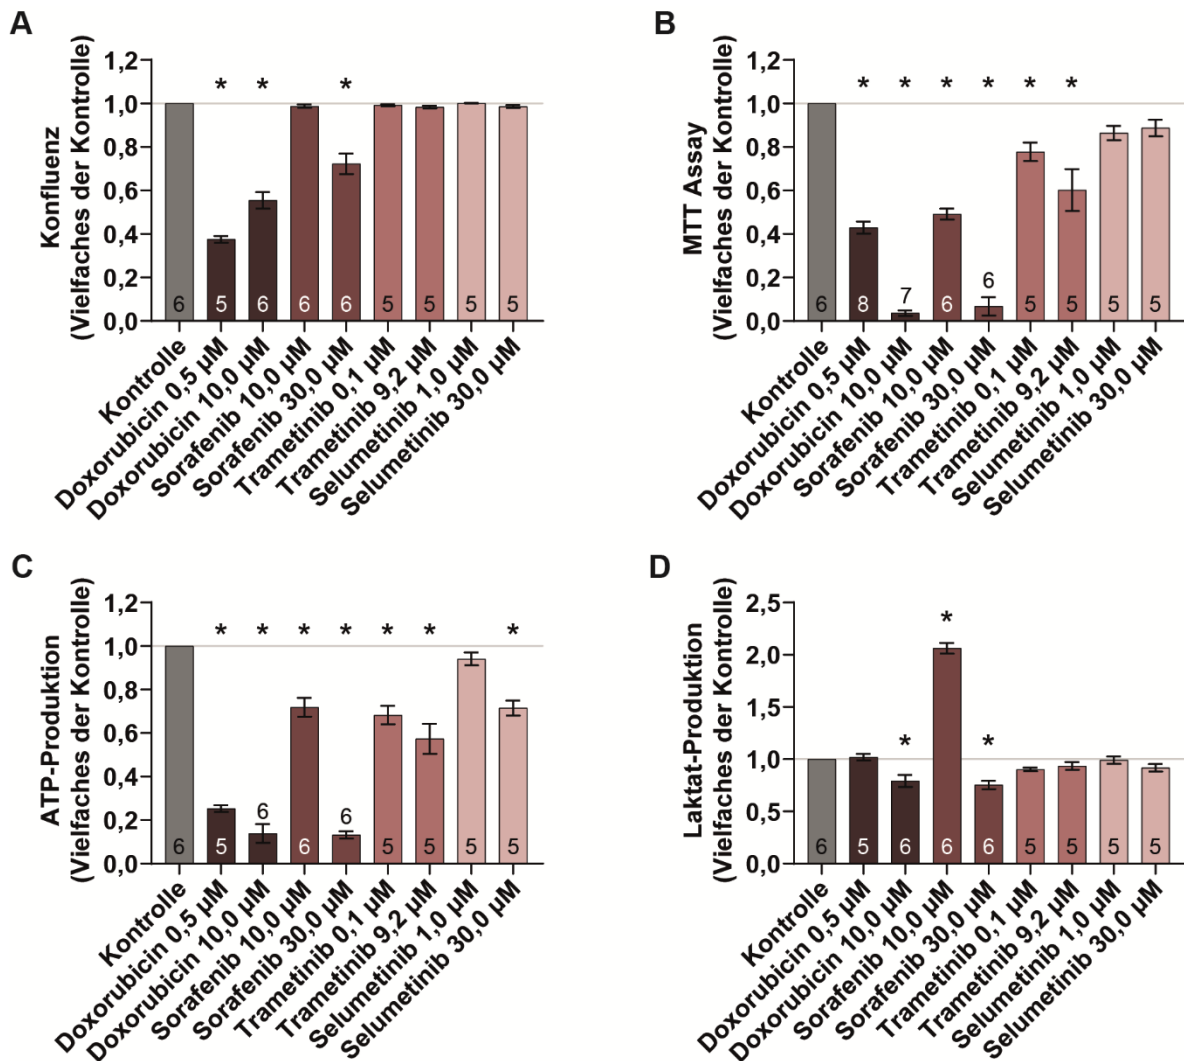 A
Konfluenz
(Vielfaches der Kontrolle)
1,2
1,0
0,8
0,6
0,4
0,2
0,0
* * *
6 5 6 6 6 5 5 5 5
Kontrolle
Doxorubicin 0,5 µM
Doxorubicin 10,0 µM
Sorafenib 10,0 µM
Sorafenib 30,0 µM
Trametinib 0,1 µM
Trametinib 9,2 µM
Selumetinib 1,0 µM
Selumetinib 30,0 µM
B
MTT Assay
(Vielfaches der Kontrolle)
1,2
1,0
0,8
0,6
0,4
0,2
0,0
* * * * * *
6 8 7 6 6 5 5 5 5
Kontrolle
Doxorubicin 0,5 µM
Doxorubicin 10,0 µM
Sorafenib 10,0 µM
Sorafenib 30,0 µM
Trametinib 0,1 µM
Trametinib 9,2 µM
Selumetinib 1,0 µM
Selumetinib 30,0 µM
C
ATP-Produktion
(Vielfaches der Kontrolle)
1,2
1,0
0,8
0,6
0,4
0,2
0,0
* * * * * * *
6 5 6 6 6 5 5 5 5
Kontrolle
Doxorubicin 0,5 µM
Doxorubicin 10,0 µM
Sorafenib 10,0 µM
Sorafenib 30,0 µM
Trametinib 0,1 µM
Trametinib 9,2 µM
Selumetinib 1,0 µM
Selumetinib 30,0 µM
D
Laktat-Produktion
(Vielfaches der Kontrolle)
2,5
2,0
1,5
1,0
0,5
0,0
* * *
6 5 6 6 6 5 5 5 5
Kontrolle
Doxorubicin 0,5 µM
Doxorubicin 10,0 µM
Sorafenib 10,0 µM
Sorafenib 30,0 µM
Trametinib 0,1 µM
Trametinib 9,2 µM
Selumetinib 1,0 µM
Selumetinib 30,0 µM